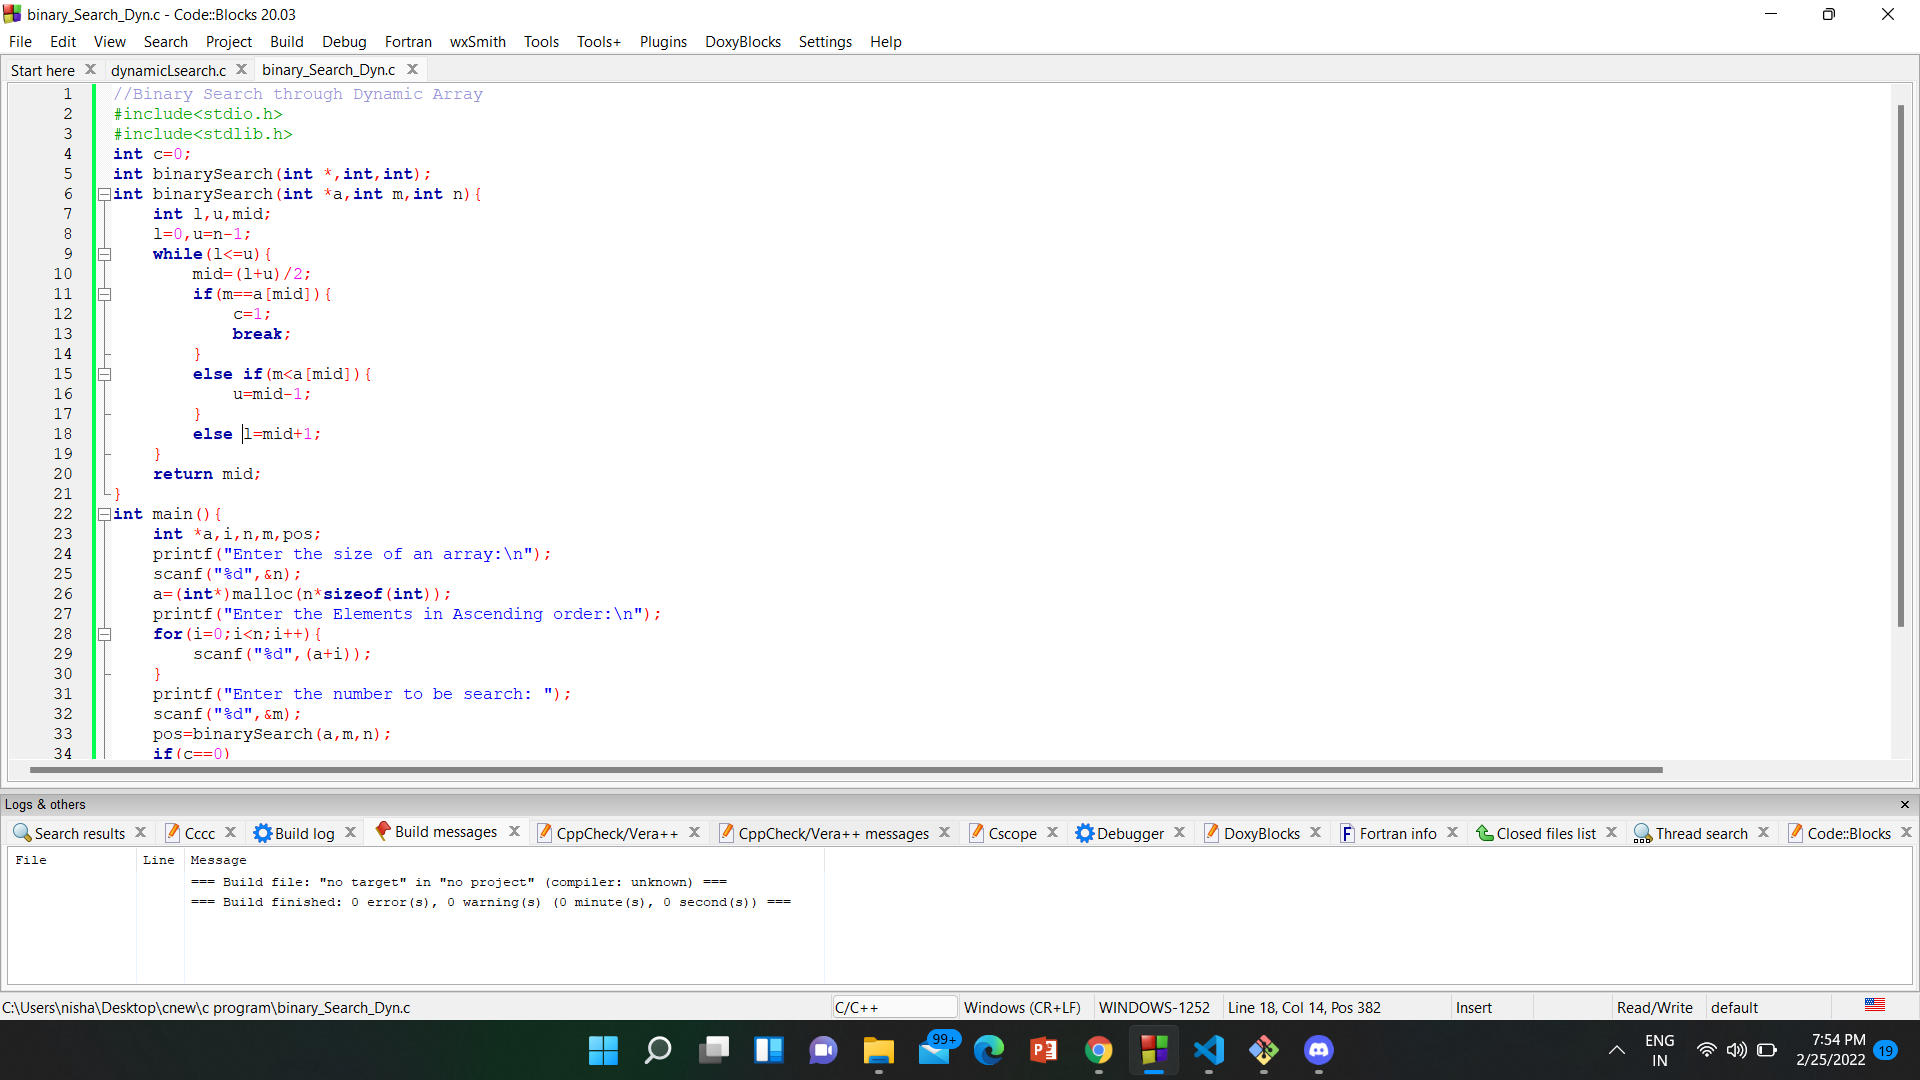 binary_Search_Dyn.c - Code::Blocks 20.03
File Edit View Search Project Build Debug Fortran wxSmith Tools Tools+ Plugins DoxyBlocks Settings Help
Start here dynamicLsearch.c binary_Search_Dyn.c
1 //Binary Search through Dynamic Array
2 #include<stdio.h>
3 #include<stdlib.h>
4 int c=0;
5 int binarySearch(int *,int,int);
6 int binarySearch(int *a,int m,int n){
7 int l,u,mid;
8 l=0,u=n-1;
9 while(l<=u){
10 mid=(l+u)/2;
11 if(m==a[mid]){
12 c=1;
13 break;
14 }
15 else if(m<a[mid]){
16 u=mid-1;
17 }
18 else l=mid+1;
19 }
20 return mid;
21 }
22 int main(){
23 int *a,i,n,m,pos;
24 printf("Enter the size of an array:\n");
25 scanf("%d",&n);
26 a=(int*)malloc(n*sizeof(int));
27 printf("Enter the Elements in Ascending order:\n");
28 for(i=0;i<n;i++){
29 scanf("%d",(a+i));
30 }
31 printf("Enter the number to be search: ");
32 scanf("%d",&m);
33 pos=binarySearch(a,m,n);
34 if(c==0)
Logs & others
Search results Cccc Build log Build messages CppCheck/Vera++ CppCheck/Vera++ messages Cscope Debugger DoxyBlocks Fortran info Closed files list Thread search Code::Blocks
File Line Message
=== Build file: "no target" in "no project" (compiler: unknown) ===
=== Build finished: 0 error(s), 0 warning(s) (0 minute(s), 0 second(s)) ===
C:\Users\nisha\Desktop\cnew\c program\binary_Search_Dyn.c C/C++ Windows (CR+LF) WINDOWS-1252 Line 18, Col 14, Pos 382 Insert Read/Write default
99+
ENG
IN
7:54 PM
2/25/2022
19